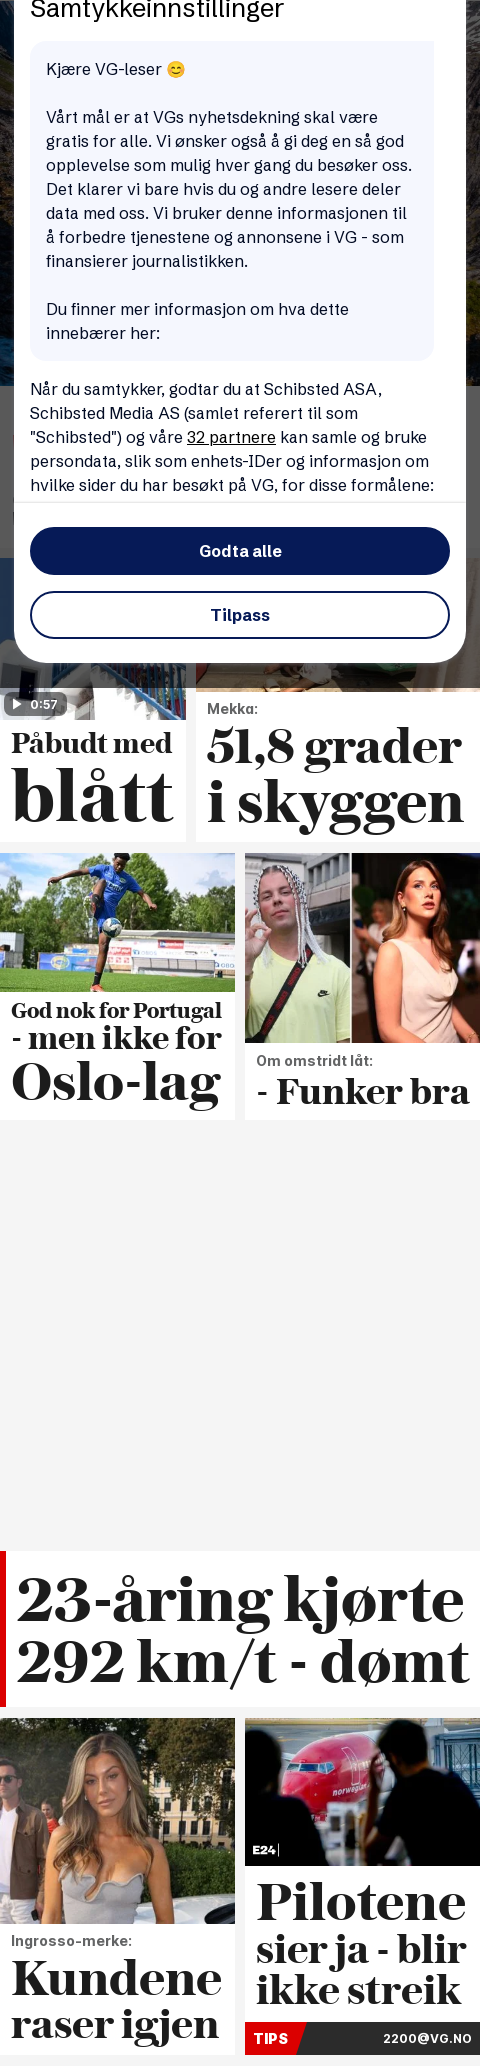 Samtykkeinnstillinger
Kjære VG-leser 😊
Vårt mål er at VGs nyhetsdekning skal være
gratis for alle. Vi ønsker også å gi deg en så god
opplevelse som mulig hver gang du besøker oss.
Det klarer vi bare hvis du og andre lesere deler
data med oss. Vi bruker denne informasjonen til
å forbedre tjenestene og annonsene i VG - som
finansierer journalistikken.
Du finner mer informasjon om hva dette
innebærer her:
Når du samtykker, godtar du at Schibsted ASA,
Schibsted Media AS (samlet referert til som
"Schibsted") og våre 32 partnere kan samle og bruke
persondata, slik som enhets-IDer og informasjon om
hvilke sider du har besøkt på VG, for disse formålene:
Godta alle
Tilpass
0:57
Påbudt med
blått
Mekka:
51,8 grader
i skyggen
God nok for Portugal
- men ikke for
Oslo-lag
Om omstridt låt:
- Funker bra
23-åring kjørte
292 km/t - dømt
Ingrosso-merke:
Kundene
raser igjen
norwegian
E24
Pilotene
sier ja - blir
ikke streik
TIPS
2200@VG.NO